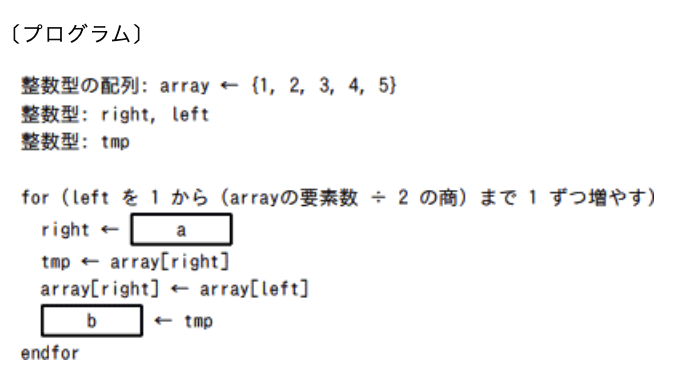 〔プログラム〕
整数型の配列: array ← {1, 2, 3, 4, 5}
整数型: right, left
整数型: tmp
for (left を 1 から (arrayの要素数 ÷ 2 の商) まで 1 ずつ増やす)
right ← a
tmp ← array[right]
array[right] ← array[left]
b ← tmp
endfor